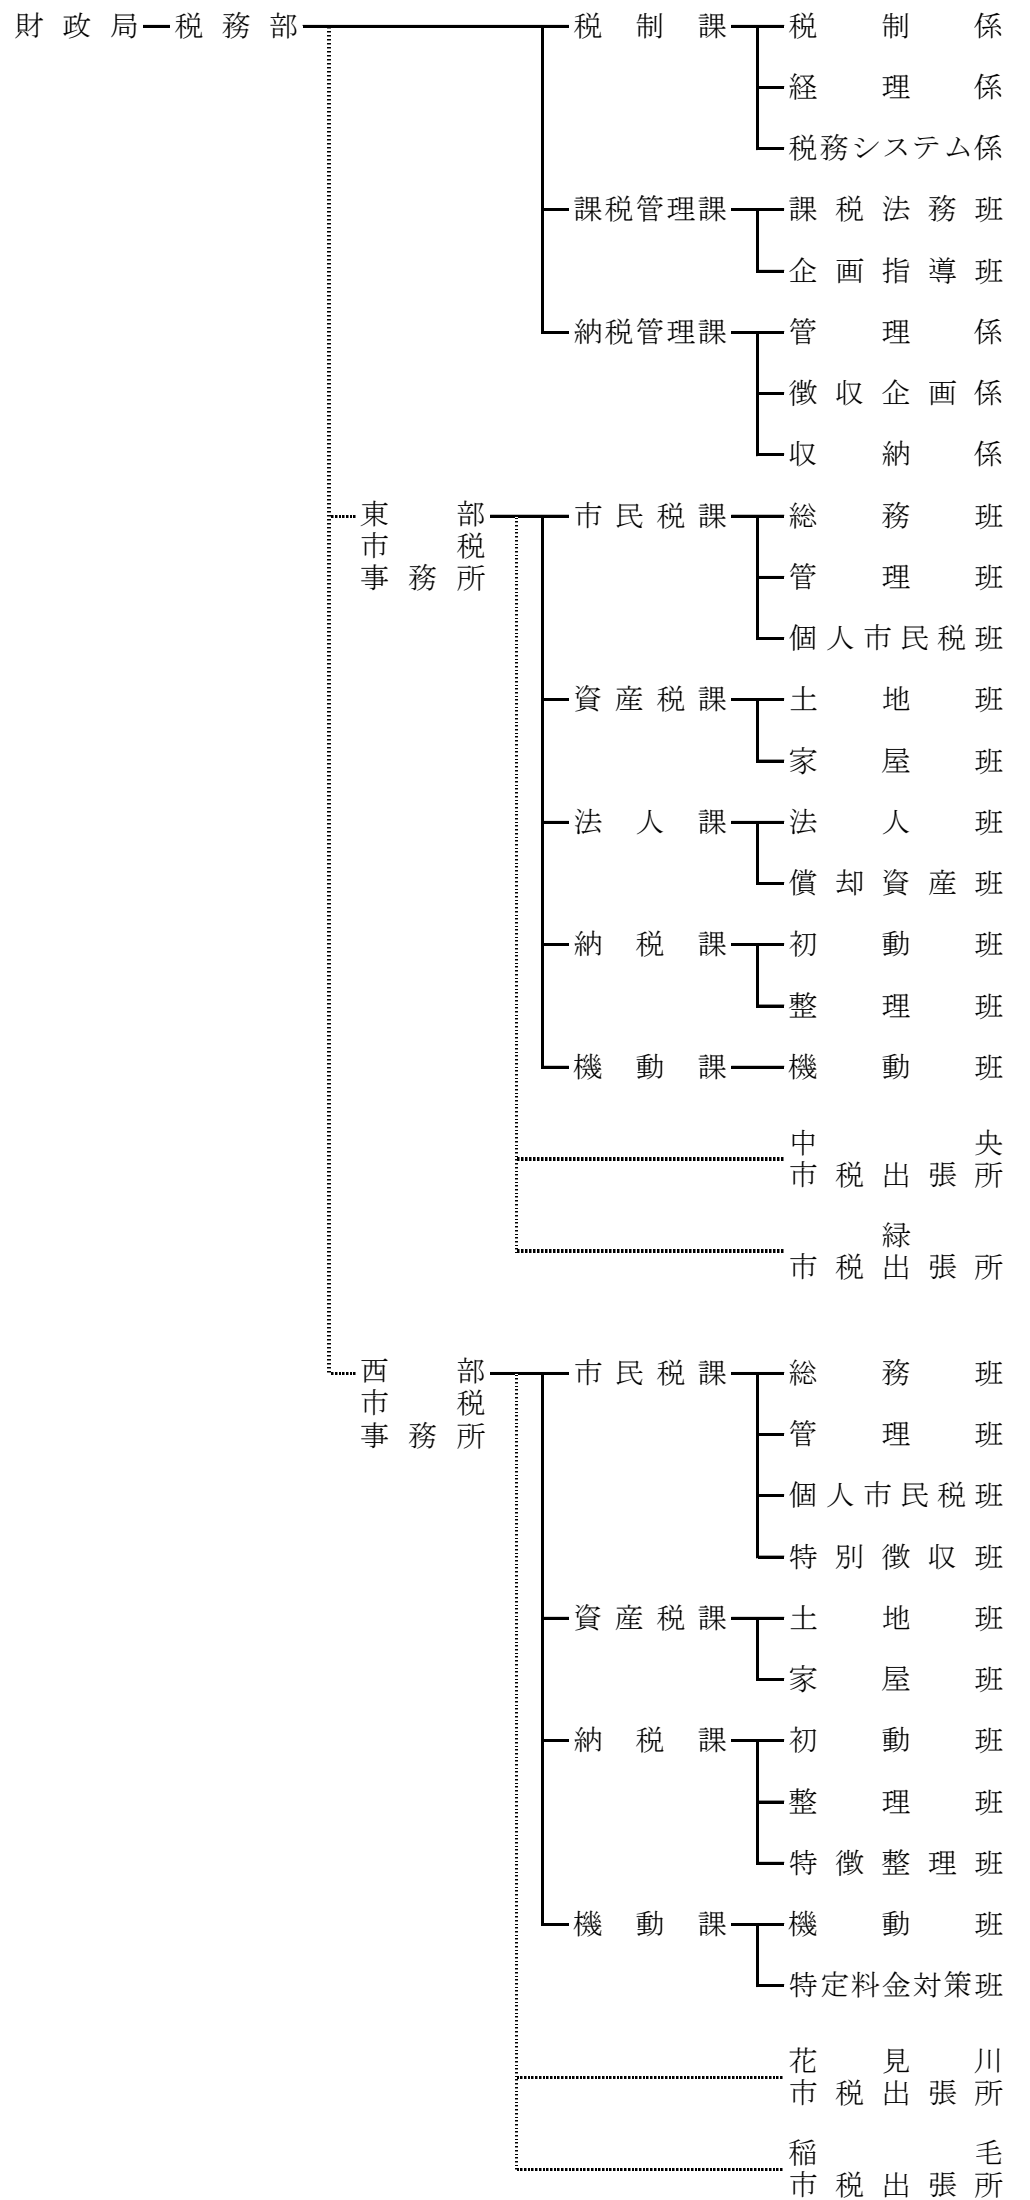 財政局 税務部 税制課 税制係
経理係
税務システム係
課税管理課 課税法務班
企画指導班
納税管理課 管理係
徴収企画係
収納係
東部市税事務所 市民税課 総務班
管理班
個人市民税班
資産税課 土地班
家屋班
法人課 法人班
償却資産班
納税課 初動班
整理班
機動課 機動班
中央
市税出張所
緑
市税出張所
西部市税事務所 市民税課 総務班
管理班
個人市民税班
特別徴収班
資産税課 土地班
家屋班
納税課 初動班
整理班
特徴整理班
機動課 機動班
特定料金対策班
花見川
市税出張所
稲毛
市税出張所